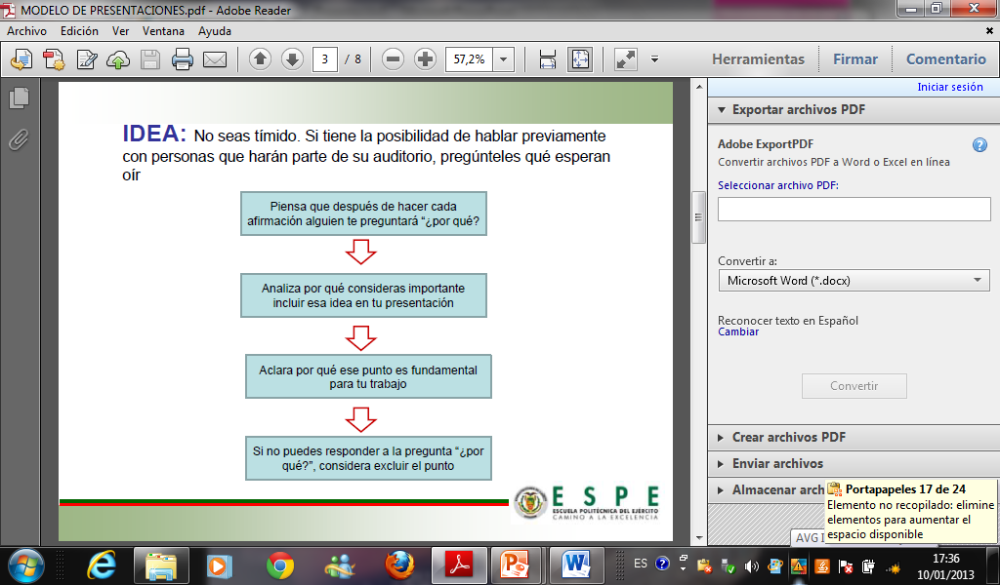 MODELO DE PRESENTACIONES.pdf - Adobe Reader
Archivo Edición Ver Ventana Ayuda
3 / 8 57,2% Herramientas Firmar Comentario
Iniciar sesión
IDEA: No seas tímido. Si tiene la posibilidad de hablar previamente
con personas que harán parte de su auditorio, pregúnteles qué esperan
oír
Piensa que después de hacer cada
afirmación alguien te preguntará “¿por qué?
Analiza por qué consideras importante
incluir esa idea en tu presentación
Aclara por qué ese punto es fundamental
para tu trabajo
Si no puedes responder a la pregunta “¿por
qué?”, considera excluir el punto
E S P E
ESCUELA POLITÉCNICA DEL EJÉRCITO
CAMINO A LA EXCELENCIA
Exportar archivos PDF
Adobe ExportPDF
Convertir archivos PDF a Word o Excel en línea
Seleccionar archivo PDF:
Convertir a:
Microsoft Word (*.docx)
Reconocer texto en Español
Cambiar
Convertir
Crear archivos PDF
Enviar archivos
Almacenar arch
Portapapeles 17 de 24
Elemento no recopilado: elimine
elementos para aumentar el
espacio disponible
AVG I
ES
17:36
10/01/2013